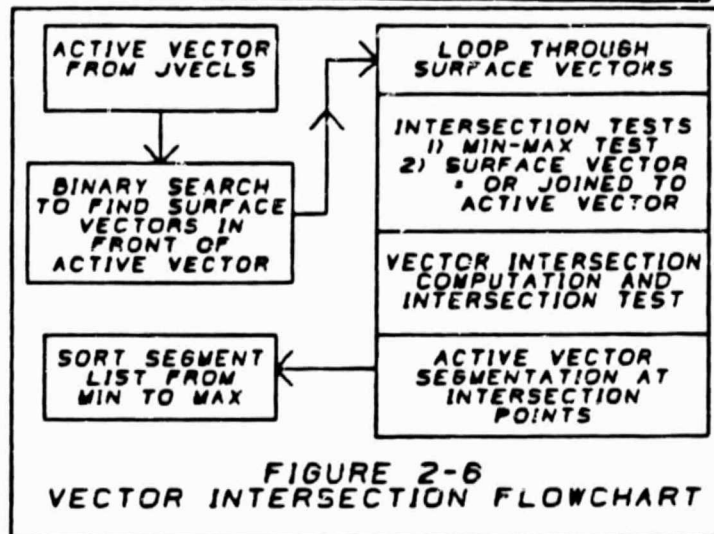 ACTIVE VECTOR
FROM JVECLS
BINARY SEARCH
TO FIND SURFACE
VECTORS IN
FRONT OF
ACTIVE VECTOR
LOOP THROUGH
SURFACE VECTORS
INTERSECTION TESTS
1) MIN-MAX TEST
2) SURFACE VECTOR
= OR JOINED TO
ACTIVE VECTOR
VECTOR INTERSECTION
COMPUTATION AND
INTERSECTION TEST
ACTIVE VECTOR
SEGMENTATION AT
INTERSECTION
POINTS
SORT SEGMENT
LIST FROM
MIN TO MAX
FIGURE 2-6
VECTOR INTERSECTION FLOWCHART